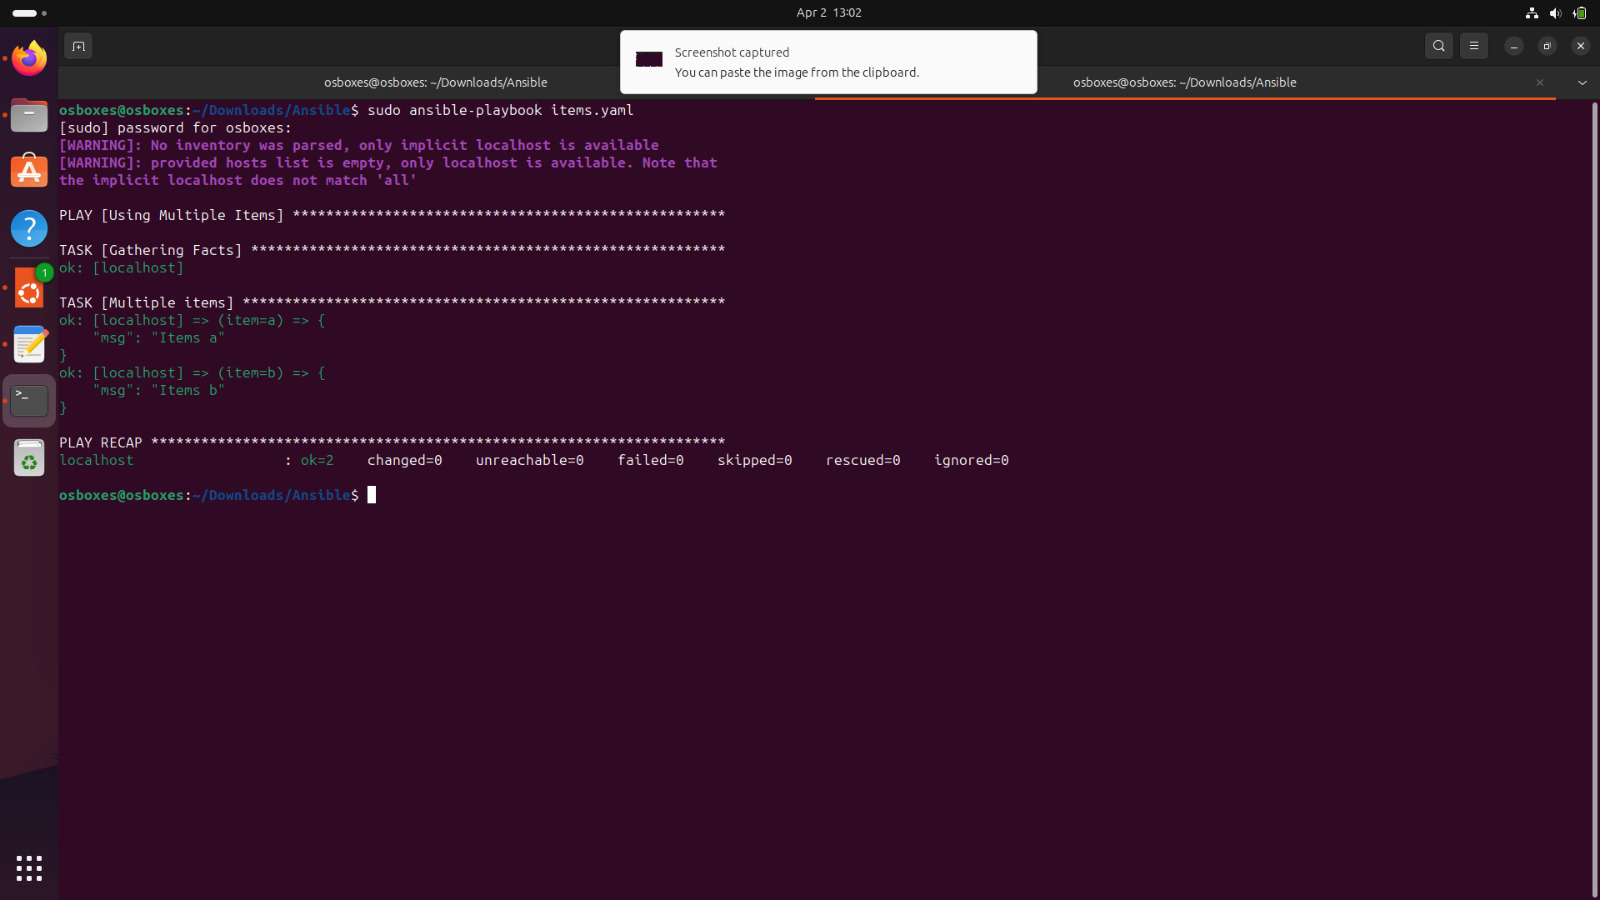 Apr 2 13:02
Screenshot captured
You can paste the image from the clipboard.
osboxes@osboxes: ~/Downloads/Ansible
osboxes@osboxes: ~/Downloads/Ansible
osboxes@osboxes:~/Downloads/Ansible$ sudo ansible-playbook items.yaml
[sudo] password for osboxes:
[WARNING]: No inventory was parsed, only implicit localhost is available
[WARNING]: provided hosts list is empty, only localhost is available. Note that
the implicit localhost does not match 'all'
PLAY [Using Multiple Items] ****************************************************
TASK [Gathering Facts] *********************************************************
ok: [localhost]
TASK [Multiple items] **********************************************************
ok: [localhost] => (item=a) => {
    "msg": "Items a"
}
ok: [localhost] => (item=b) => {
    "msg": "Items b"
}
PLAY RECAP *********************************************************************
localhost                  : ok=2    changed=0    unreachable=0    failed=0    skipped=0    rescued=0    ignored=0
osboxes@osboxes:~/Downloads/Ansible$
1